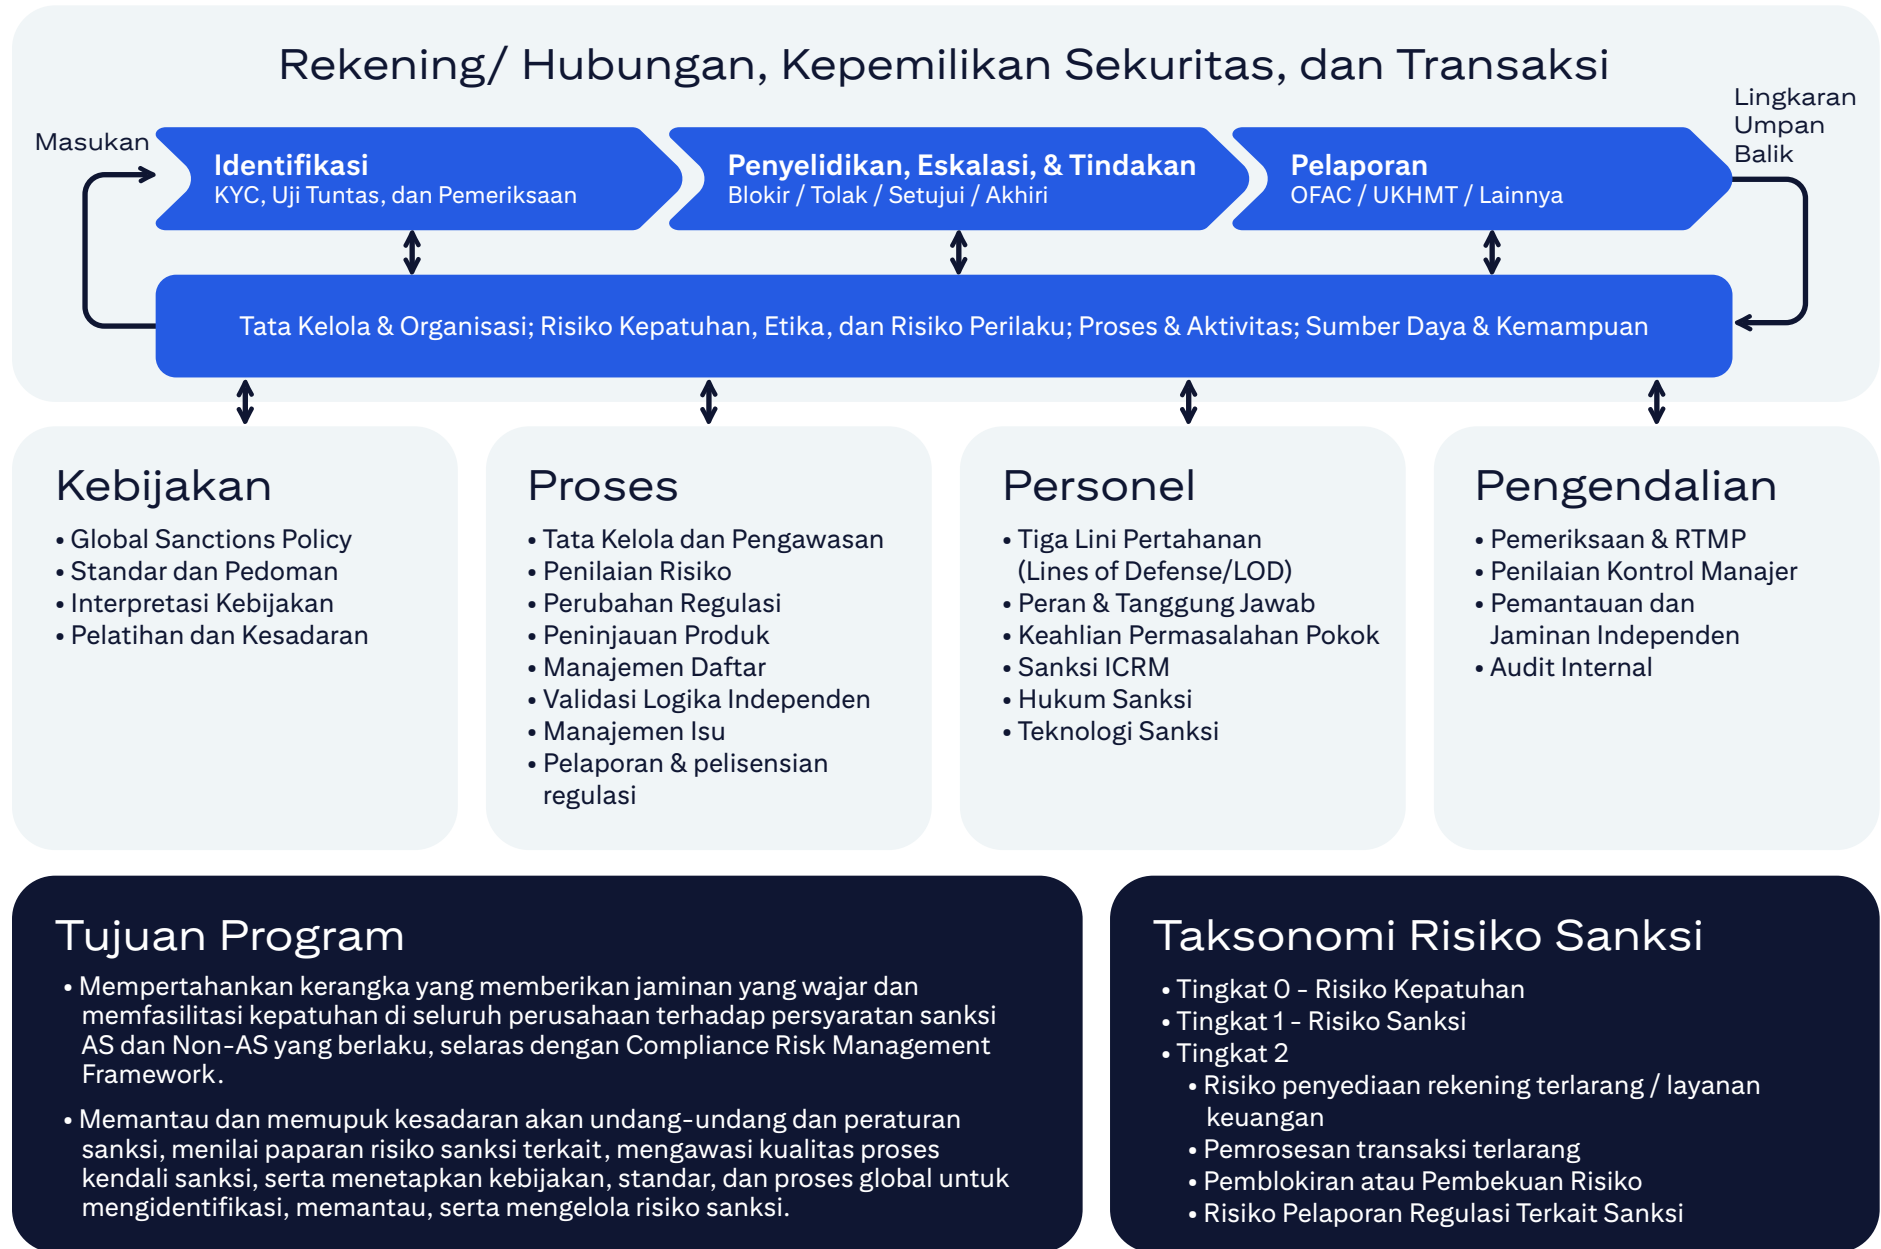 Rekening/ Hubungan, Kepemilikan Sekuritas, dan Transaksi
Masukan
Lingkaran
Umpan
Balik
Identifikasi
KYC, Uji Tuntas, dan Pemeriksaan
Penyelidikan, Eskalasi, & Tindakan
Blokir / Tolak / Setujui / Akhiri
Pelaporan
OFAC / UKHMT / Lainnya
Tata Kelola & Organisasi; Risiko Kepatuhan, Etika, dan Risiko Perilaku; Proses & Aktivitas; Sumber Daya & Kemampuan
Kebijakan
• Global Sanctions Policy
• Standar dan Pedoman
• Interpretasi Kebijakan
• Pelatihan dan Kesadaran
Proses
• Tata Kelola dan Pengawasan
• Penilaian Risiko
• Perubahan Regulasi
• Peninjauan Produk
• Manajemen Daftar
• Validasi Logika Independen
• Manajemen Isu
• Pelaporan & pelisensian
regulasi
Personel
• Tiga Lini Pertahanan
(Lines of Defense/LOD)
• Peran & Tanggung Jawab
• Keahlian Permasalahan Pokok
• Sanksi ICRM
• Hukum Sanksi
• Teknologi Sanksi
Pengendalian
• Pemeriksaan & RTMP
• Penilaian Kontrol Manajer
• Pemantauan dan
Jaminan Independen
• Audit Internal
Tujuan Program
• Mempertahankan kerangka yang memberikan jaminan yang wajar dan
memfasilitasi kepatuhan di seluruh perusahaan terhadap persyaratan sanksi
AS dan Non-AS yang berlaku, selaras dengan Compliance Risk Management
Framework.
• Memantau dan memupuk kesadaran akan undang-undang dan peraturan
sanksi, menilai paparan risiko sanksi terkait, mengawasi kualitas proses
kendali sanksi, serta menetapkan kebijakan, standar, dan proses global untuk
mengidentifikasi, memantau, serta mengelola risiko sanksi.
Taksonomi Risiko Sanksi
• Tingkat 0 - Risiko Kepatuhan
• Tingkat 1 - Risiko Sanksi
• Tingkat 2
• Risiko penyediaan rekening terlarang / layanan
keuangan
• Pemrosesan transaksi terlarang
• Pemblokiran atau Pembekuan Risiko
• Risiko Pelaporan Regulasi Terkait Sanksi